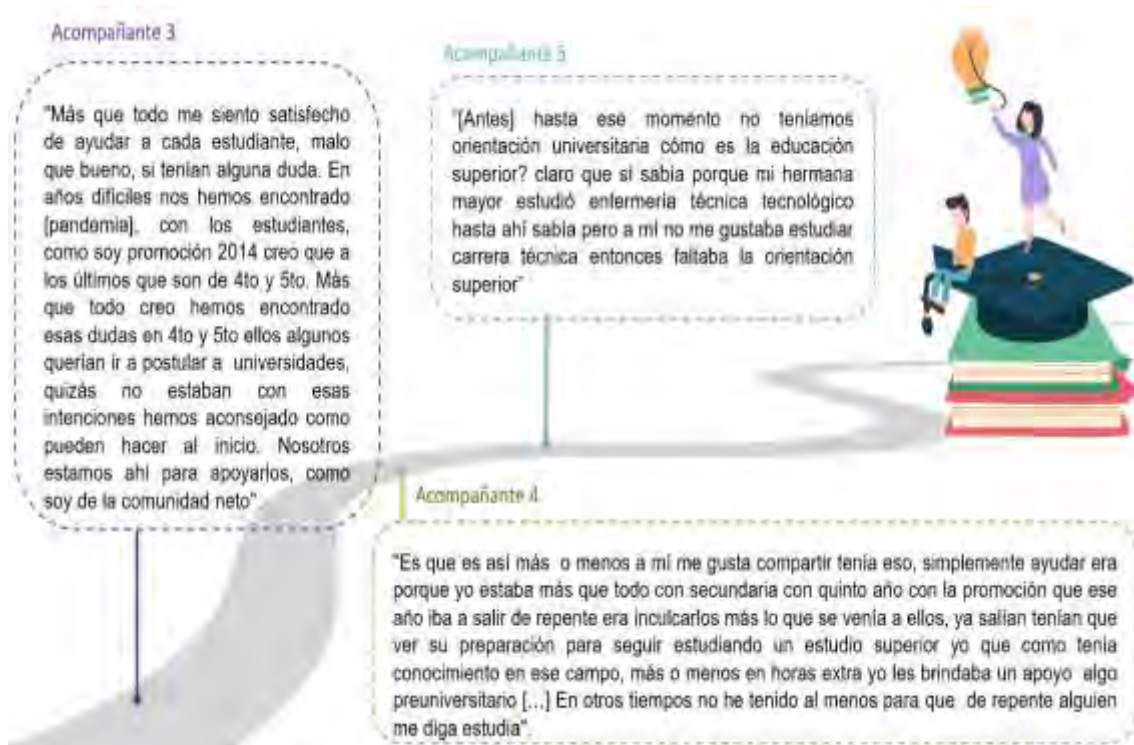 Acompañante 3
"Más que todo me siento satisfecho
de ayudar a cada estudiante, malo
que bueno, si tenían alguna duda. En
años difíciles nos hemos encontrado
[pandemia], con los estudiantes,
como soy promoción 2014 creo que a
los últimos que son de 4to y 5to. Más
que todo creo hemos encontrado
esas dudas en 4to y 5to ellos algunos
querían ir a postular a universidades,
quizás no estaban con esas
intenciones hemos aconsejado como
pueden hacer al inicio. Nosotros
estamos ahí para apoyarlos, como
soy de la comunidad neto"
Acompañante 5
"[Antes] hasta ese momento no teníamos
orientación universitaria cómo es la educación
superior? claro que sí sabía porque mi hermana
mayor estudió enfermería técnica tecnológico
hasta ahí sabía pero a mí no me gustaba estudiar
carrera técnica entonces faltaba la orientación
superior"
Acompañante 4
"Es que es así más o menos a mí me gusta compartir tenía eso, simplemente ayudar era
porque yo estaba más que todo con secundaria con quinto año con la promoción que ese
año iba a salir de repente era inculcarlos más lo que se venía a ellos, ya salían tenían que
ver su preparación para seguir estudiando un estudio superior yo que como tenía
conocimiento en ese campo, más o menos en horas extra yo les brindaba un apoyo algo
preuniversitario [...] En otros tiempos no he tenido al menos para que de repente alguien
me diga estudia".